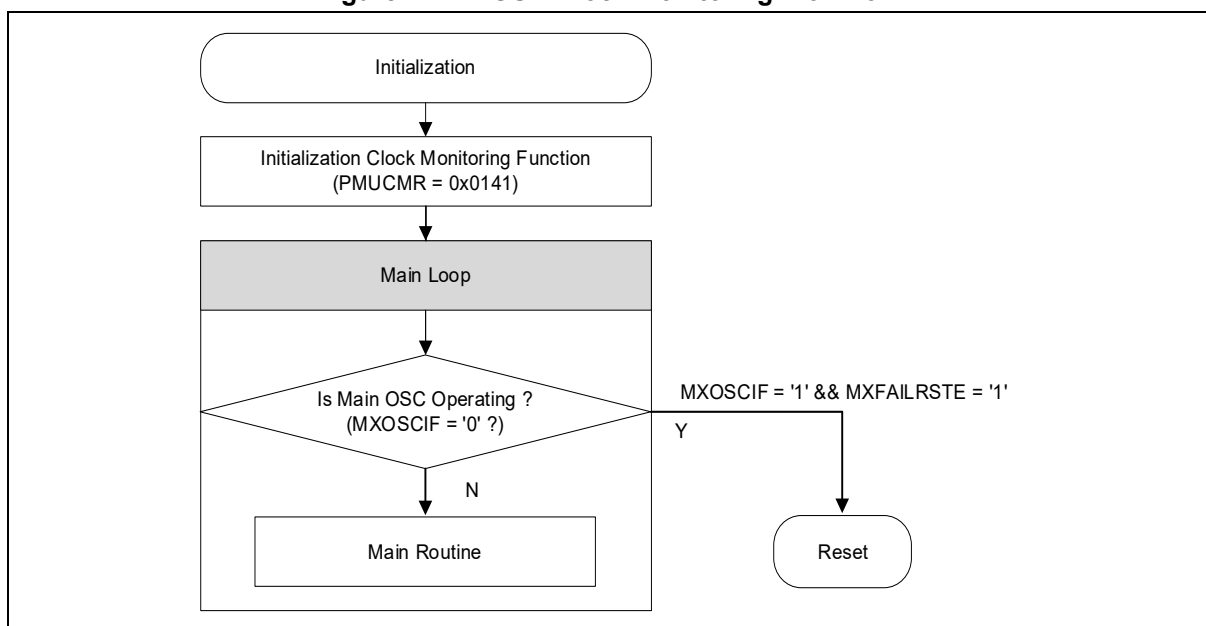 Initialization
Initialization Clock Monitoring Function
(PMUCMR = 0x0141)
Main Loop
Is Main OSC Operating ?
(MXOSCIF = '0' ?)
MXOSCIF = '1' && MXFAILRSTE = '1'
Y
N
Main Routine
Reset